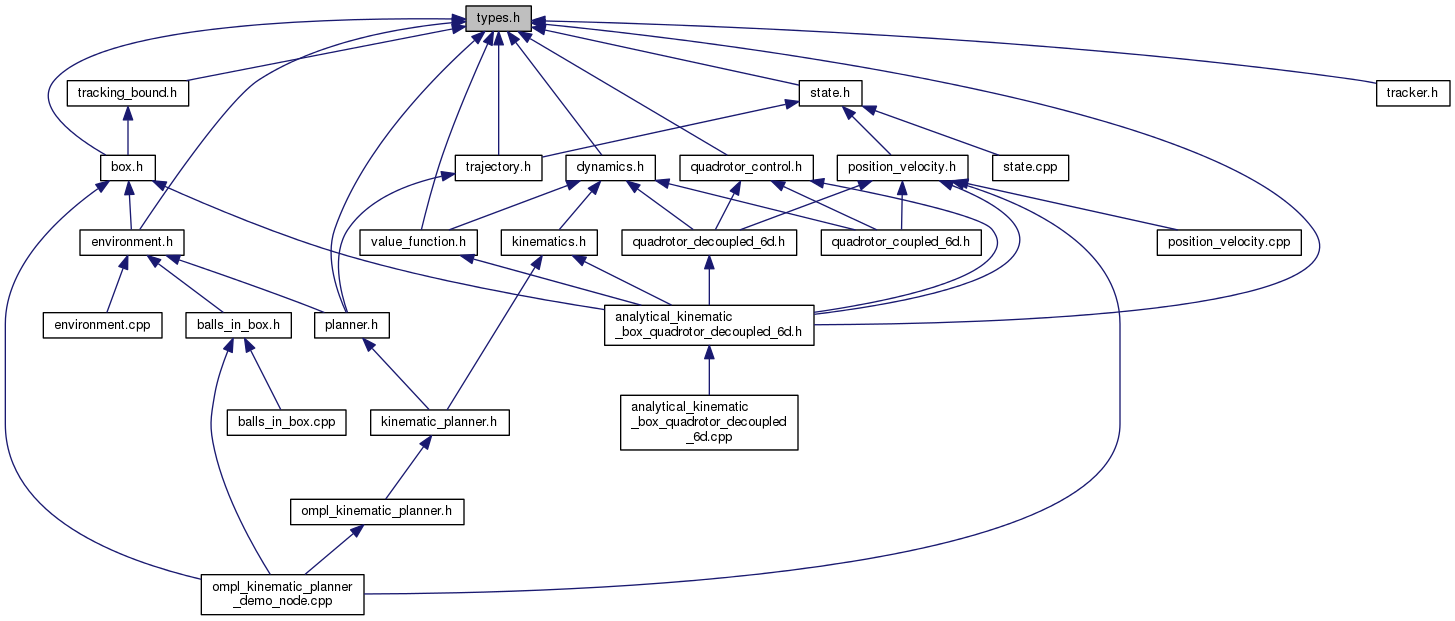 types.h
tracking_bound.h
state.h
tracker.h
box.h
trajectory.h
dynamics.h
quadrotor_control.h
position_velocity.h
state.cpp
environment.h
value_function.h
kinematics.h
quadrotor_decoupled_6d.h
quadrotor_coupled_6d.h
position_velocity.cpp
environment.cpp
balls_in_box.h
planner.h
analytical_kinematic
_box_quadrotor_decoupled_6d.h
balls_in_box.cpp
kinematic_planner.h
analytical_kinematic
_box_quadrotor_decoupled
_6d.cpp
ompl_kinematic_planner.h
ompl_kinematic_planner
_demo_node.cpp